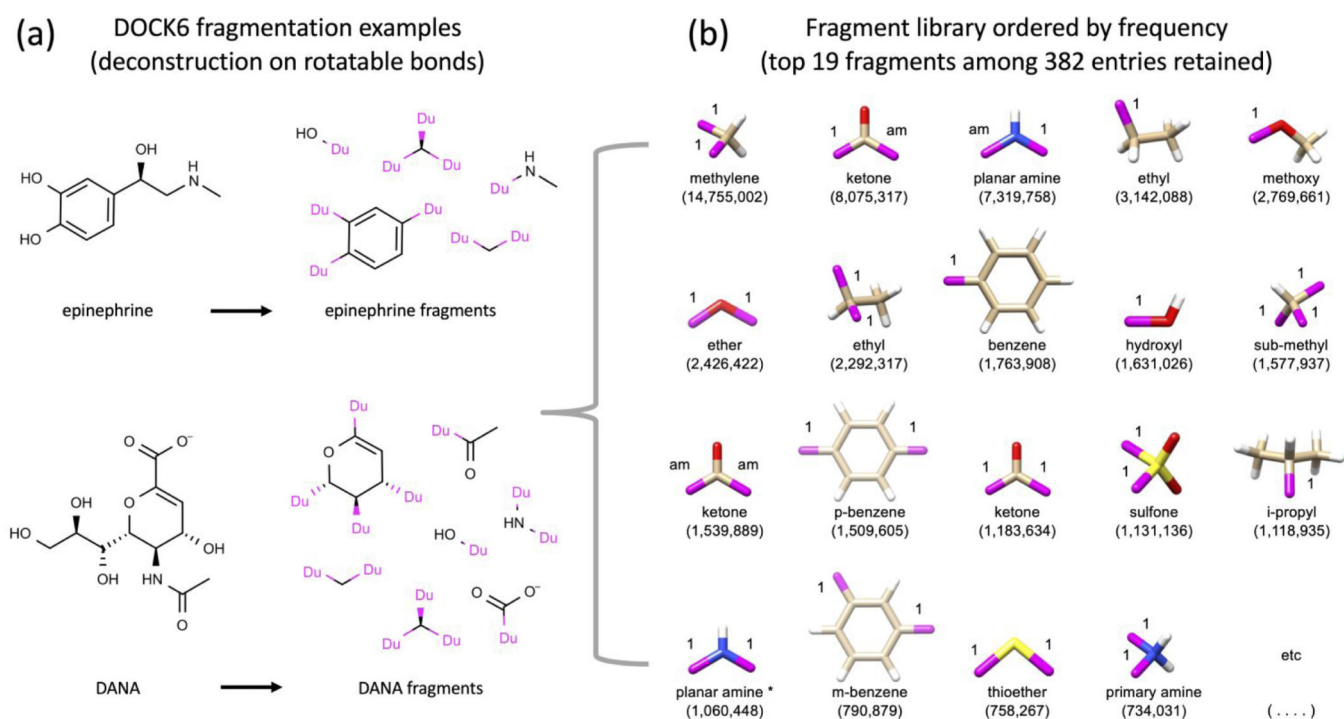 (a)
DOCK6 fragmentation examples
(deconstruction on rotatable bonds)
OH
H
N
HO
HO
epinephrine
HO
Du
Du
Du
Du
H
N
Du
Du
Du
Du
Du
Du
epinephrine fragments
O
O−
OH
HO
O
OH
HN
OH
O
DANA
Du
O
Du
Du
Du
Du
O
Du
HN
Du
HO
Du
Du
Du
Du
Du
Du
O
O−
Du
DANA fragments
(b)
Fragment library ordered by frequency
(top 19 fragments among 382 entries retained)
1
1
methylene
(14,755,002)
1
am
ketone
(8,075,317)
am
1
planar amine
(7,319,758)
1
ethyl
(3,142,088)
1
methoxy
(2,769,661)
1
1
ether
(2,426,422)
1
1
ethyl
(2,292,317)
1
benzene
(1,763,908)
1
hydroxyl
(1,631,026)
1
1
1
sub-methyl
(1,577,937)
am
am
ketone
(1,539,889)
1
1
p-benzene
(1,509,605)
1
1
ketone
(1,183,634)
1
1
sulfone
(1,131,136)
1
i-propyl
(1,118,935)
1
1
planar amine *
(1,060,448)
1
1
m-benzene
(790,879)
1
1
thioether
(758,267)
1
1
primary amine
(734,031)
etc
(....)